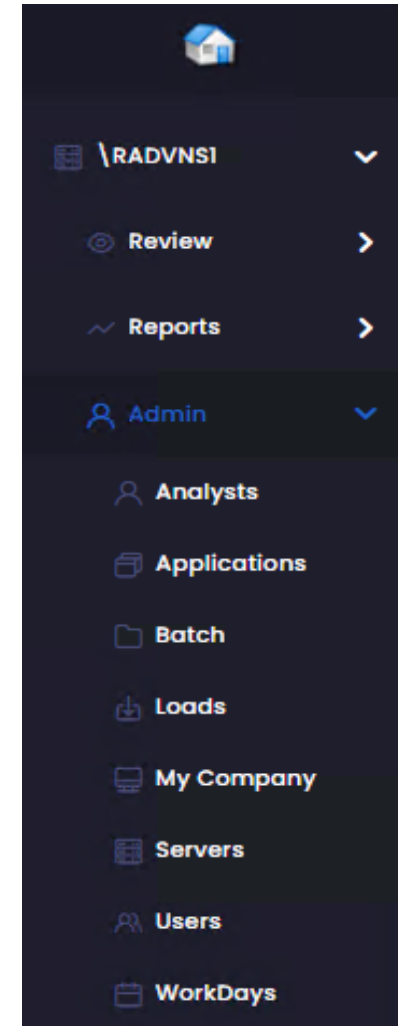 \RADVNS1
Review
Reports
Admin
Analysts
Applications
Batch
Loads
My Company
Servers
Users
WorkDays